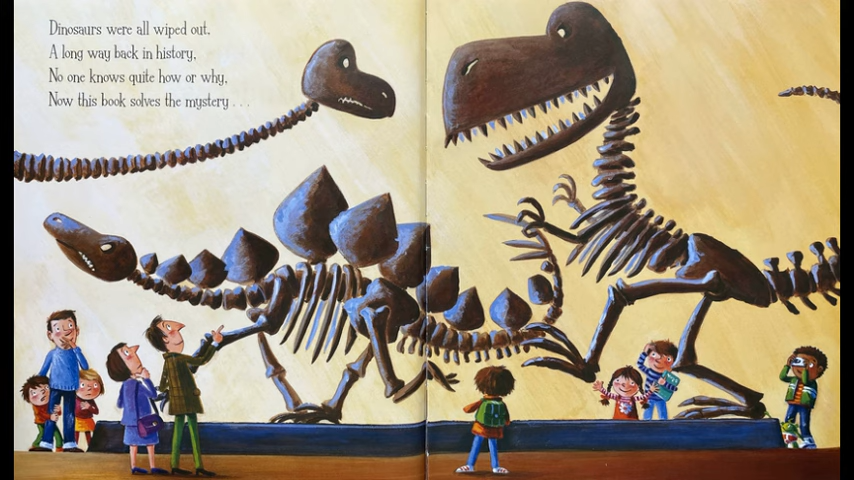 Dinosaurs were all wiped out,
A long way back in history,
No one knows quite how or why,
Now this book solves the mystery . . .